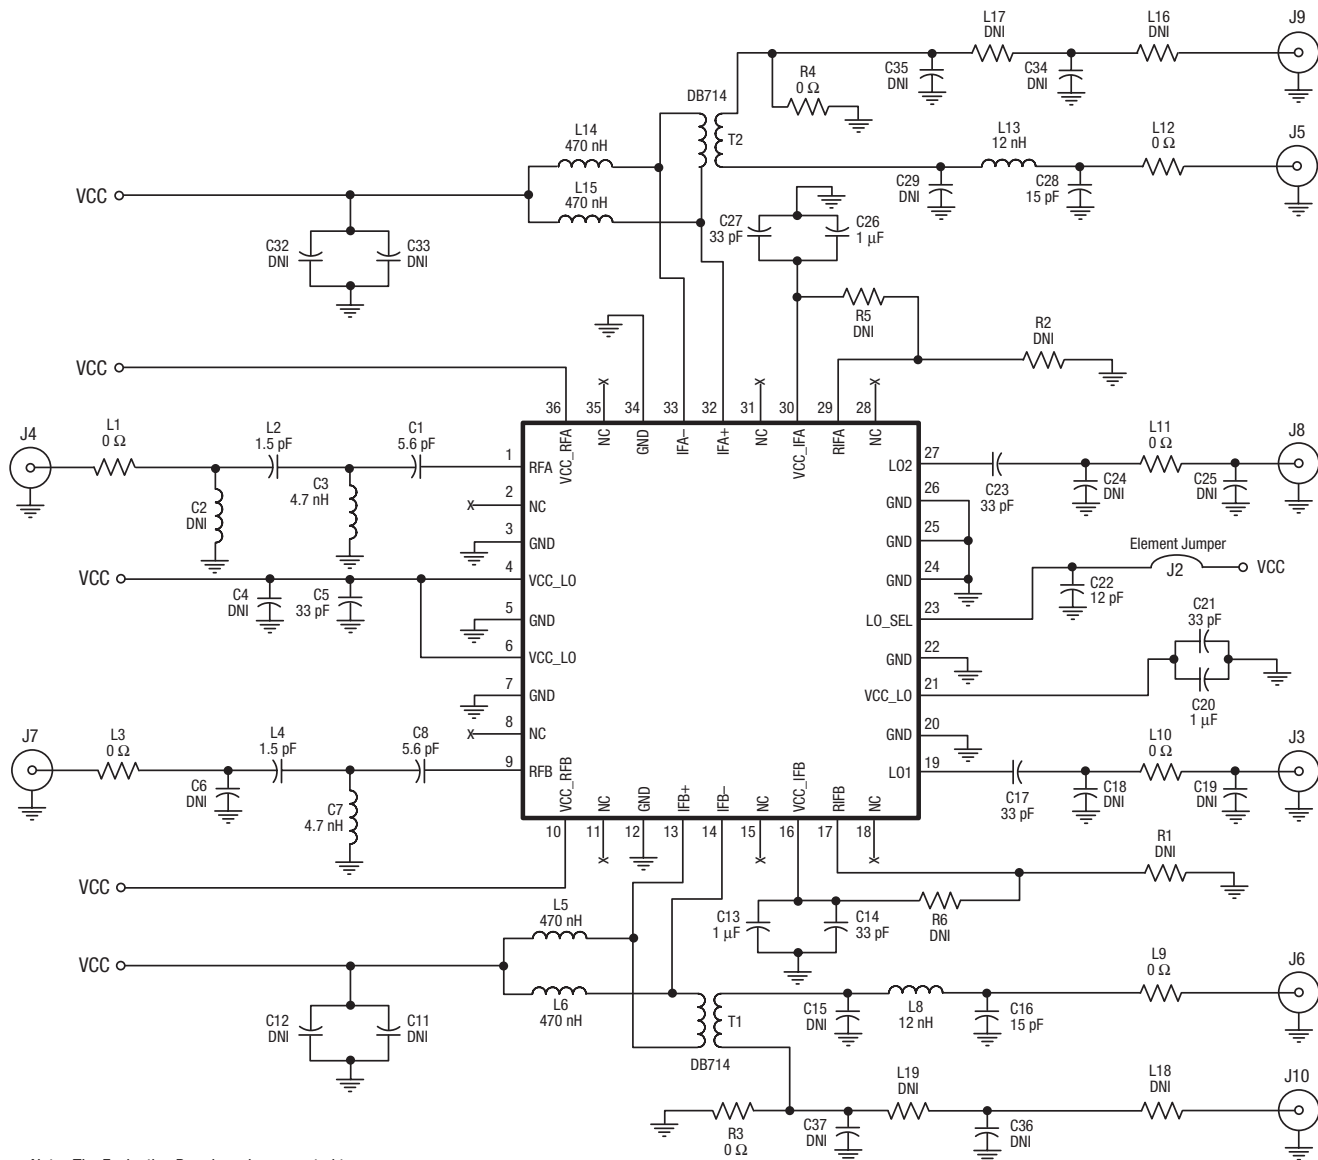 L17
DNI
L16
DNI
J9
C35
DNI
C34
DNI
R4
0 Ω
DB714
T2
L14
470 nH
L13
12 nH
L12
0 Ω
J5
VCC
L15
470 nH
C29
DNI
C28
15 pF
C27
33 pF
C26
1 µF
C32
DNI
C33
DNI
R5
DNI
R2
DNI
VCC
36
35
34
33
32
31
30
29
28
VCC_RFA
NC
GND
IFA–
IFA+
NC
VCC_IFA
RIFA
NC
J4
L1
0 Ω
L2
1.5 pF
C1
5.6 pF
1
RFA
C2
DNI
C3
4.7 nH
2
NC
3
GND
VCC
4
VCC_LO
C4
DNI
C5
33 pF
5
GND
6
VCC_LO
7
GND
8
NC
J7
L3
0 Ω
L4
1.5 pF
C8
5.6 pF
9
RFB
C6
DNI
C7
4.7 nH
LO2
27
C23
33 pF
C24
DNI
L11
0 Ω
C25
DNI
J8
GND
26
GND
25
GND
24
Element Jumper
J2
VCC
LO_SEL
23
C22
12 pF
GND
22
C21
33 pF
VCC_LO
21
C20
1 µF
GND
20
LO1
19
C17
33 pF
C18
DNI
L10
0 Ω
C19
DNI
J3
VCC_RFB
NC
GND
IFB+
IFB–
NC
VCC_IFB
RIFB
NC
10
11
12
13
14
15
16
17
18
R1
DNI
VCC
L5
470 nH
C13
1 µF
C14
33 pF
R6
DNI
VCC
L6
470 nH
T1
DB714
C12
DNI
C11
DNI
C15
DNI
L8
12 nH
C16
15 pF
L9
0 Ω
J6
R3
0 Ω
C37
DNI
L19
DNI
C36
DNI
L18
DNI
J10